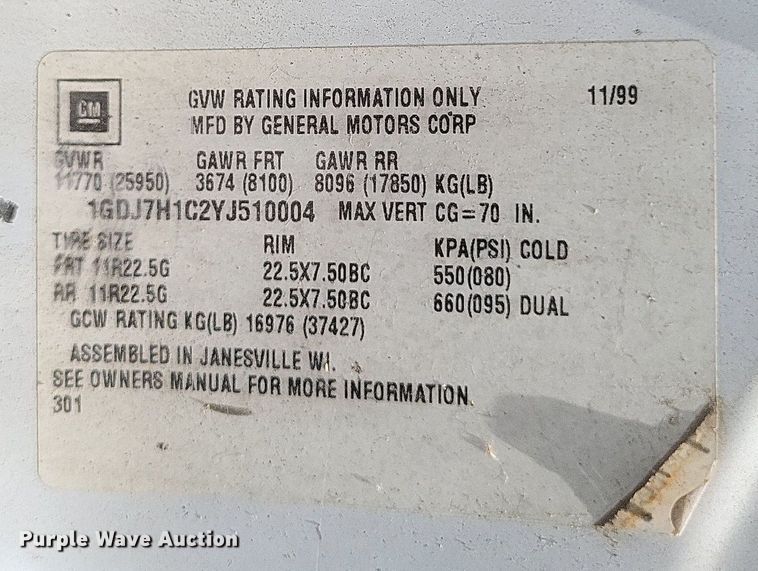 GM
GVW RATING INFORMATION ONLY 11/99
MFD BY GENERAL MOTORS CORP
GVWR GAWR FRT GAWR RR
11770 (25950) 3674 (8100) 8096 (17850) KG(LB)
1GDJ7H1C2YJ510004 MAX VERT CG=70 IN.
TIRE SIZE RIM KPA(PSI) COLD
FRT 11R22.5G 22.5X7.50BC 550(080)
RR 11R22.5G 22.5X7.50BC 660(095) DUAL
GCW RATING KG(LB) 16976 (37427)
ASSEMBLED IN JANESVILLE WI.
SEE OWNERS MANUAL FOR MORE INFORMATION.
301
Purple Wave Auction